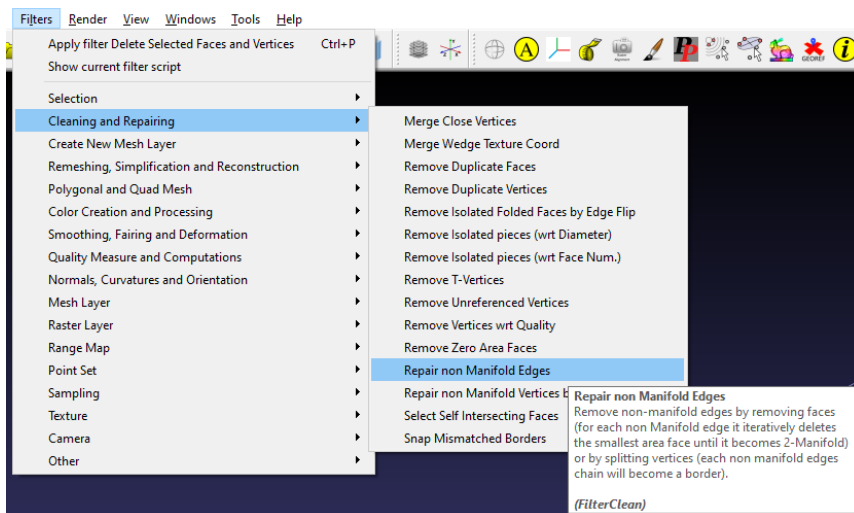 Filters Render View Windows Tools Help
Apply filter Delete Selected Faces and Vertices Ctrl+P
Show current filter script
Selection
Cleaning and Repairing
Create New Mesh Layer
Remeshing, Simplification and Reconstruction
Polygonal and Quad Mesh
Color Creation and Processing
Smoothing, Fairing and Deformation
Quality Measure and Computations
Normals, Curvatures and Orientation
Mesh Layer
Raster Layer
Range Map
Point Set
Sampling
Texture
Camera
Other
Merge Close Vertices
Merge Wedge Texture Coord
Remove Duplicate Faces
Remove Duplicate Vertices
Remove Isolated Folded Faces by Edge Flip
Remove Isolated pieces (wrt Diameter)
Remove Isolated pieces (wrt Face Num.)
Remove T-Vertices
Remove Unreferenced Vertices
Remove Vertices wrt Quality
Remove Zero Area Faces
Repair non Manifold Edges
Repair non Manifold Vertices b
Select Self Intersecting Faces
Snap Mismatched Borders
Repair non Manifold Edges
Remove non-manifold edges by removing faces
(for each non Manifold edge it iteratively deletes
the smallest area face until it becomes 2-Manifold)
or by splitting vertices (each non manifold edges
chain will become a border).
(FilterClean)
A
PP
GEOREF
i